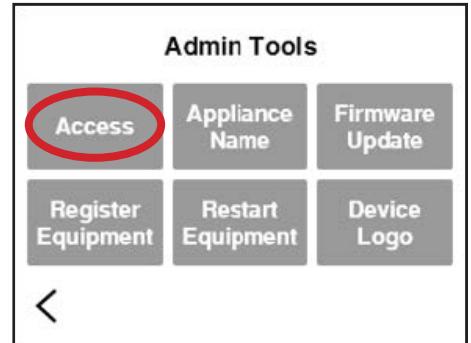 Admin Tools
Access
Appliance
Name
Firmware
Update
Register
Equipment
Restart
Equipment
Device
Logo